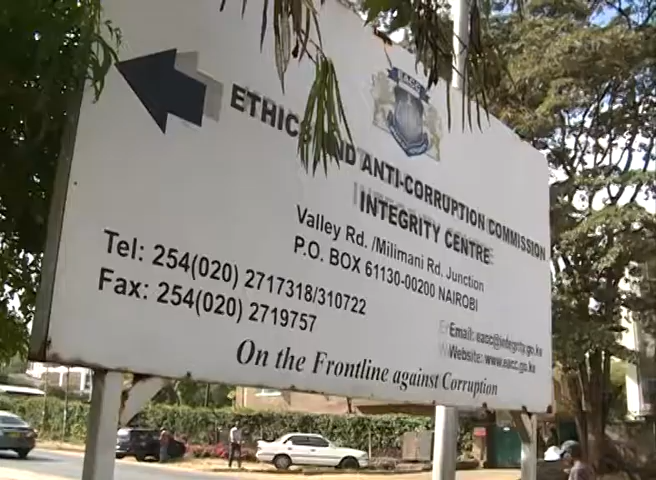 EACC
ETHICS AND ANTI-CORRUPTION COMMISSION
INTEGRITY CENTRE
Valley Rd. /Milimani Rd. Junction
P.O. BOX 61130-00200 NAIROBI
Tel: 254(020) 2717318/310722
Fax: 254(020) 2719757
Email: eacc@integrity.go.ke
Website: www.eacc.go.ke
On the Frontline against Corruption